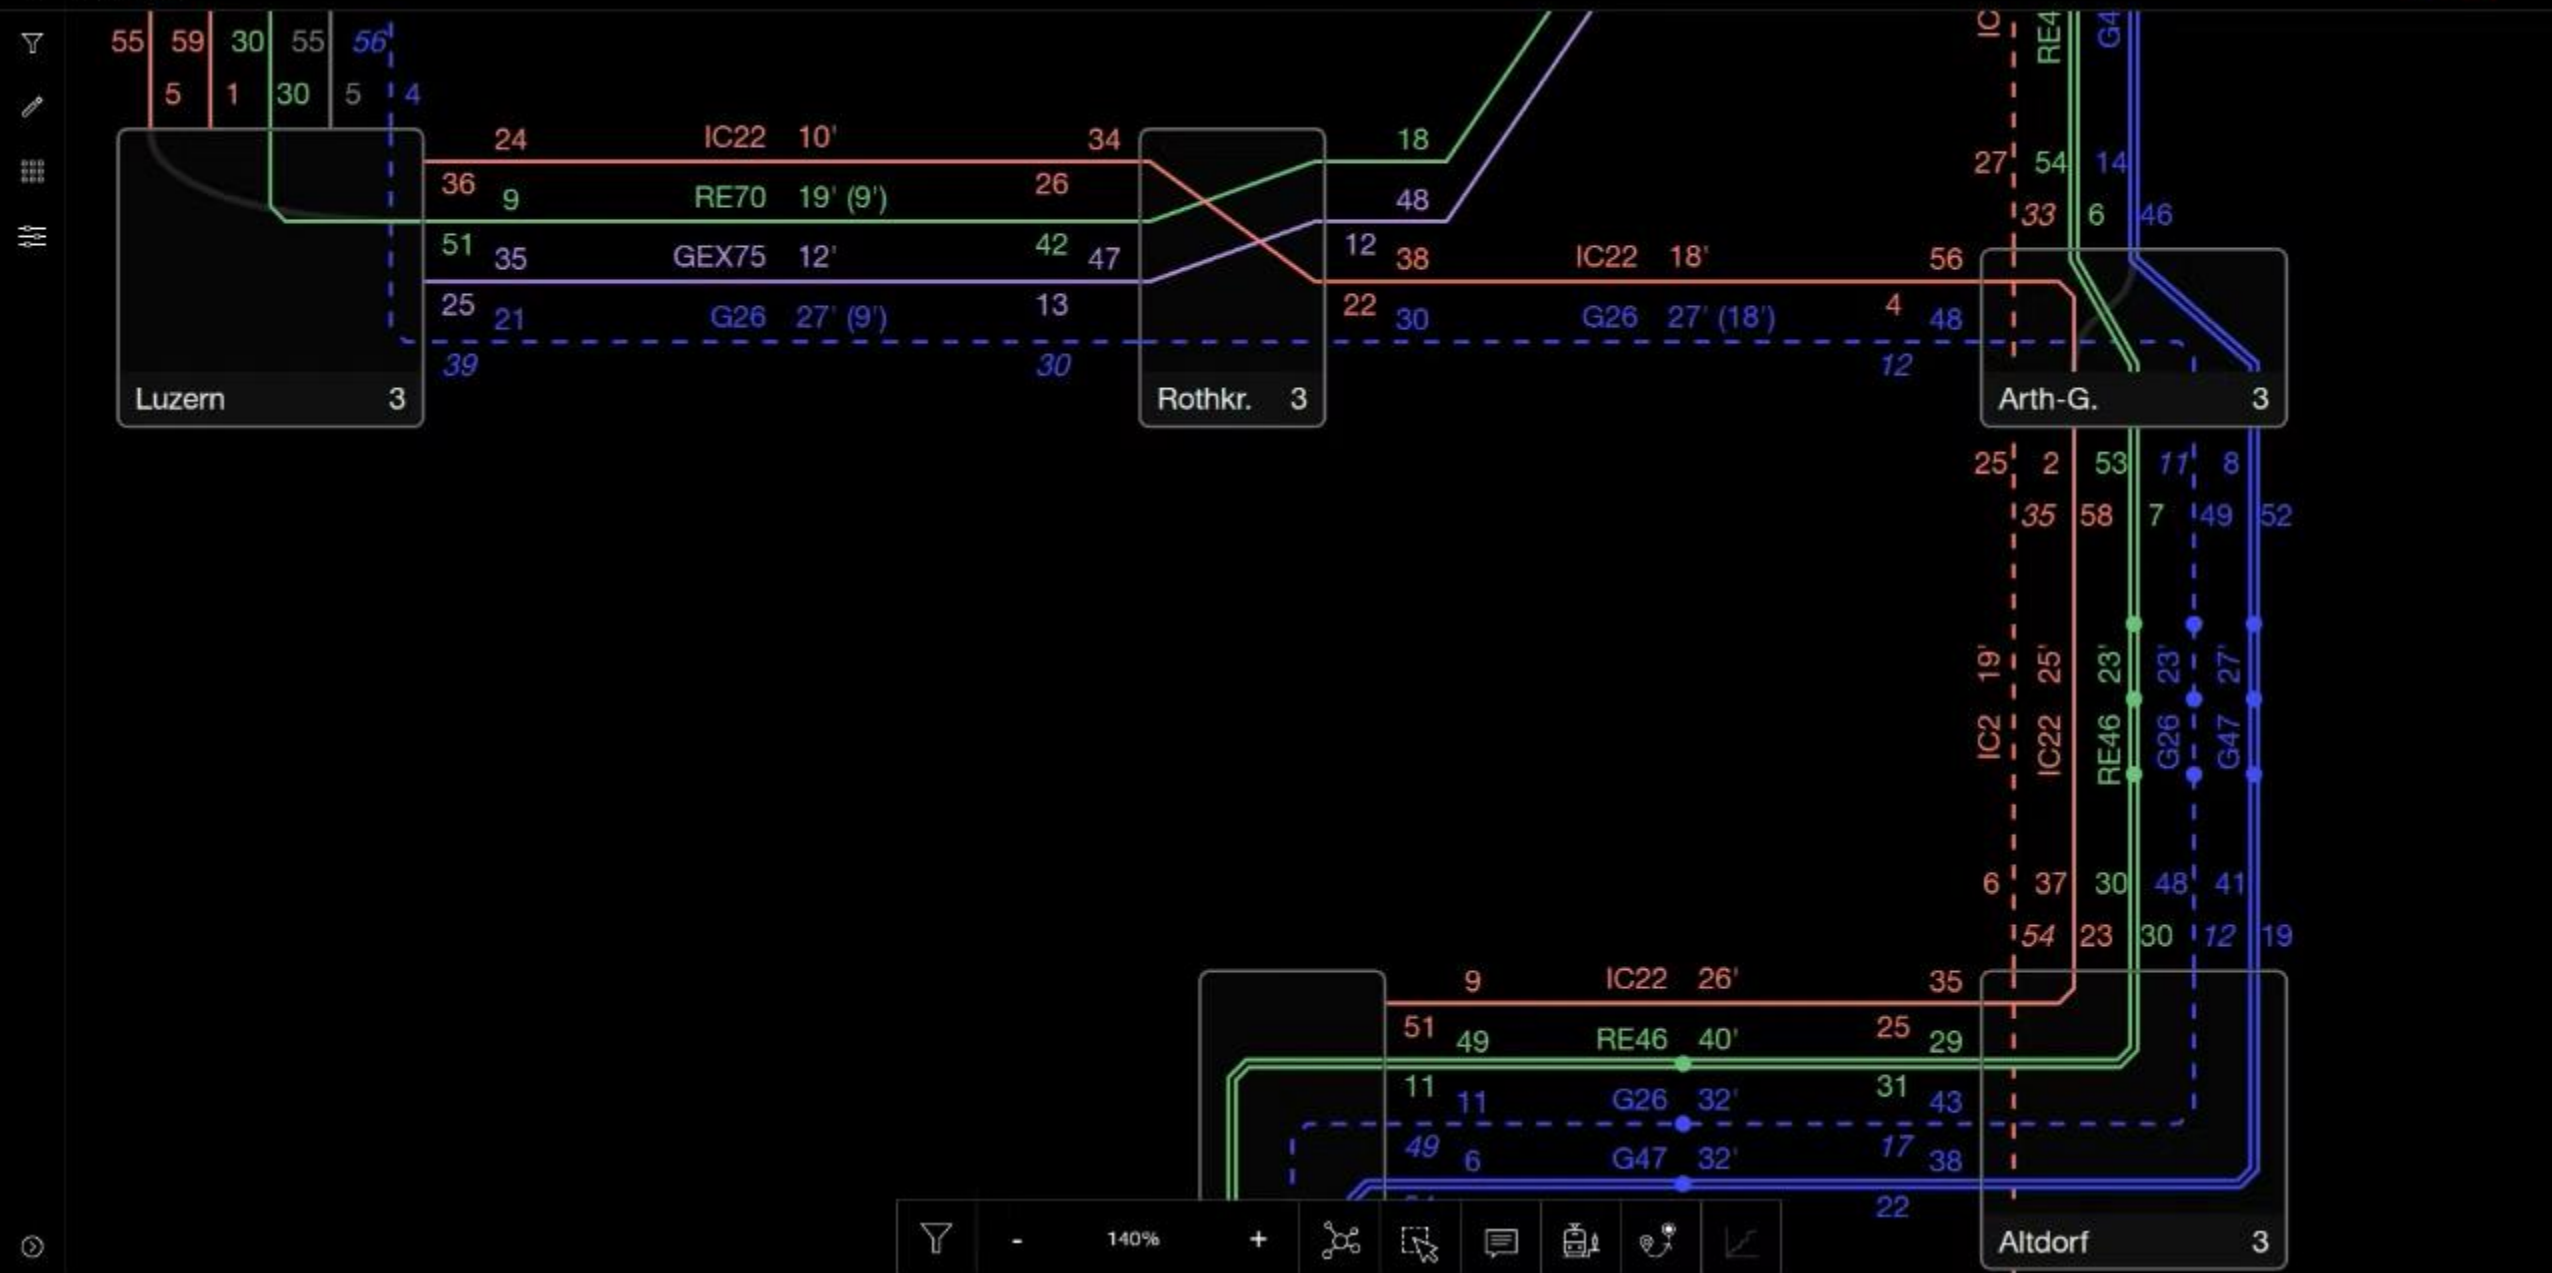 55 59 30 55 56
5 1 30 5 4
24 IC22 10' 34
36 26
9 RE70 19' (9')
51 42
35 GEX75 12' 47
25 13
21 G26 27' (9')
39 30
Luzern 3
Rothkr. 3
18
48
12
38 IC22 18' 56
22 4
30 G26 27' (18') 48
12
IC RE4 G4
27 54 14
33 6 46
Arth-G. 3
25 2 53 11 8
35 58 7 49 52
IC2 19'
IC22 25'
RE46 23'
G26 23'
G47 27'
6 37 30 48 41
54 23 30 12 19
9 IC22 26' 35
51 25
49 RE46 40' 29
11 31
11 G26 32' 43
49 17
6 G47 32' 38
22
Altdorf 3
- 140% +